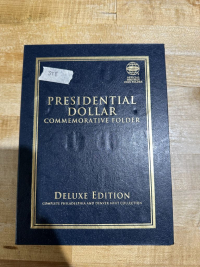 PRESIDENTIAL
DOLLAR
COMMEMORATIVE FOLDER
DELUXE EDITION
COMPLETE PHILADELPHIA AND DENVER MINT COLLECTION